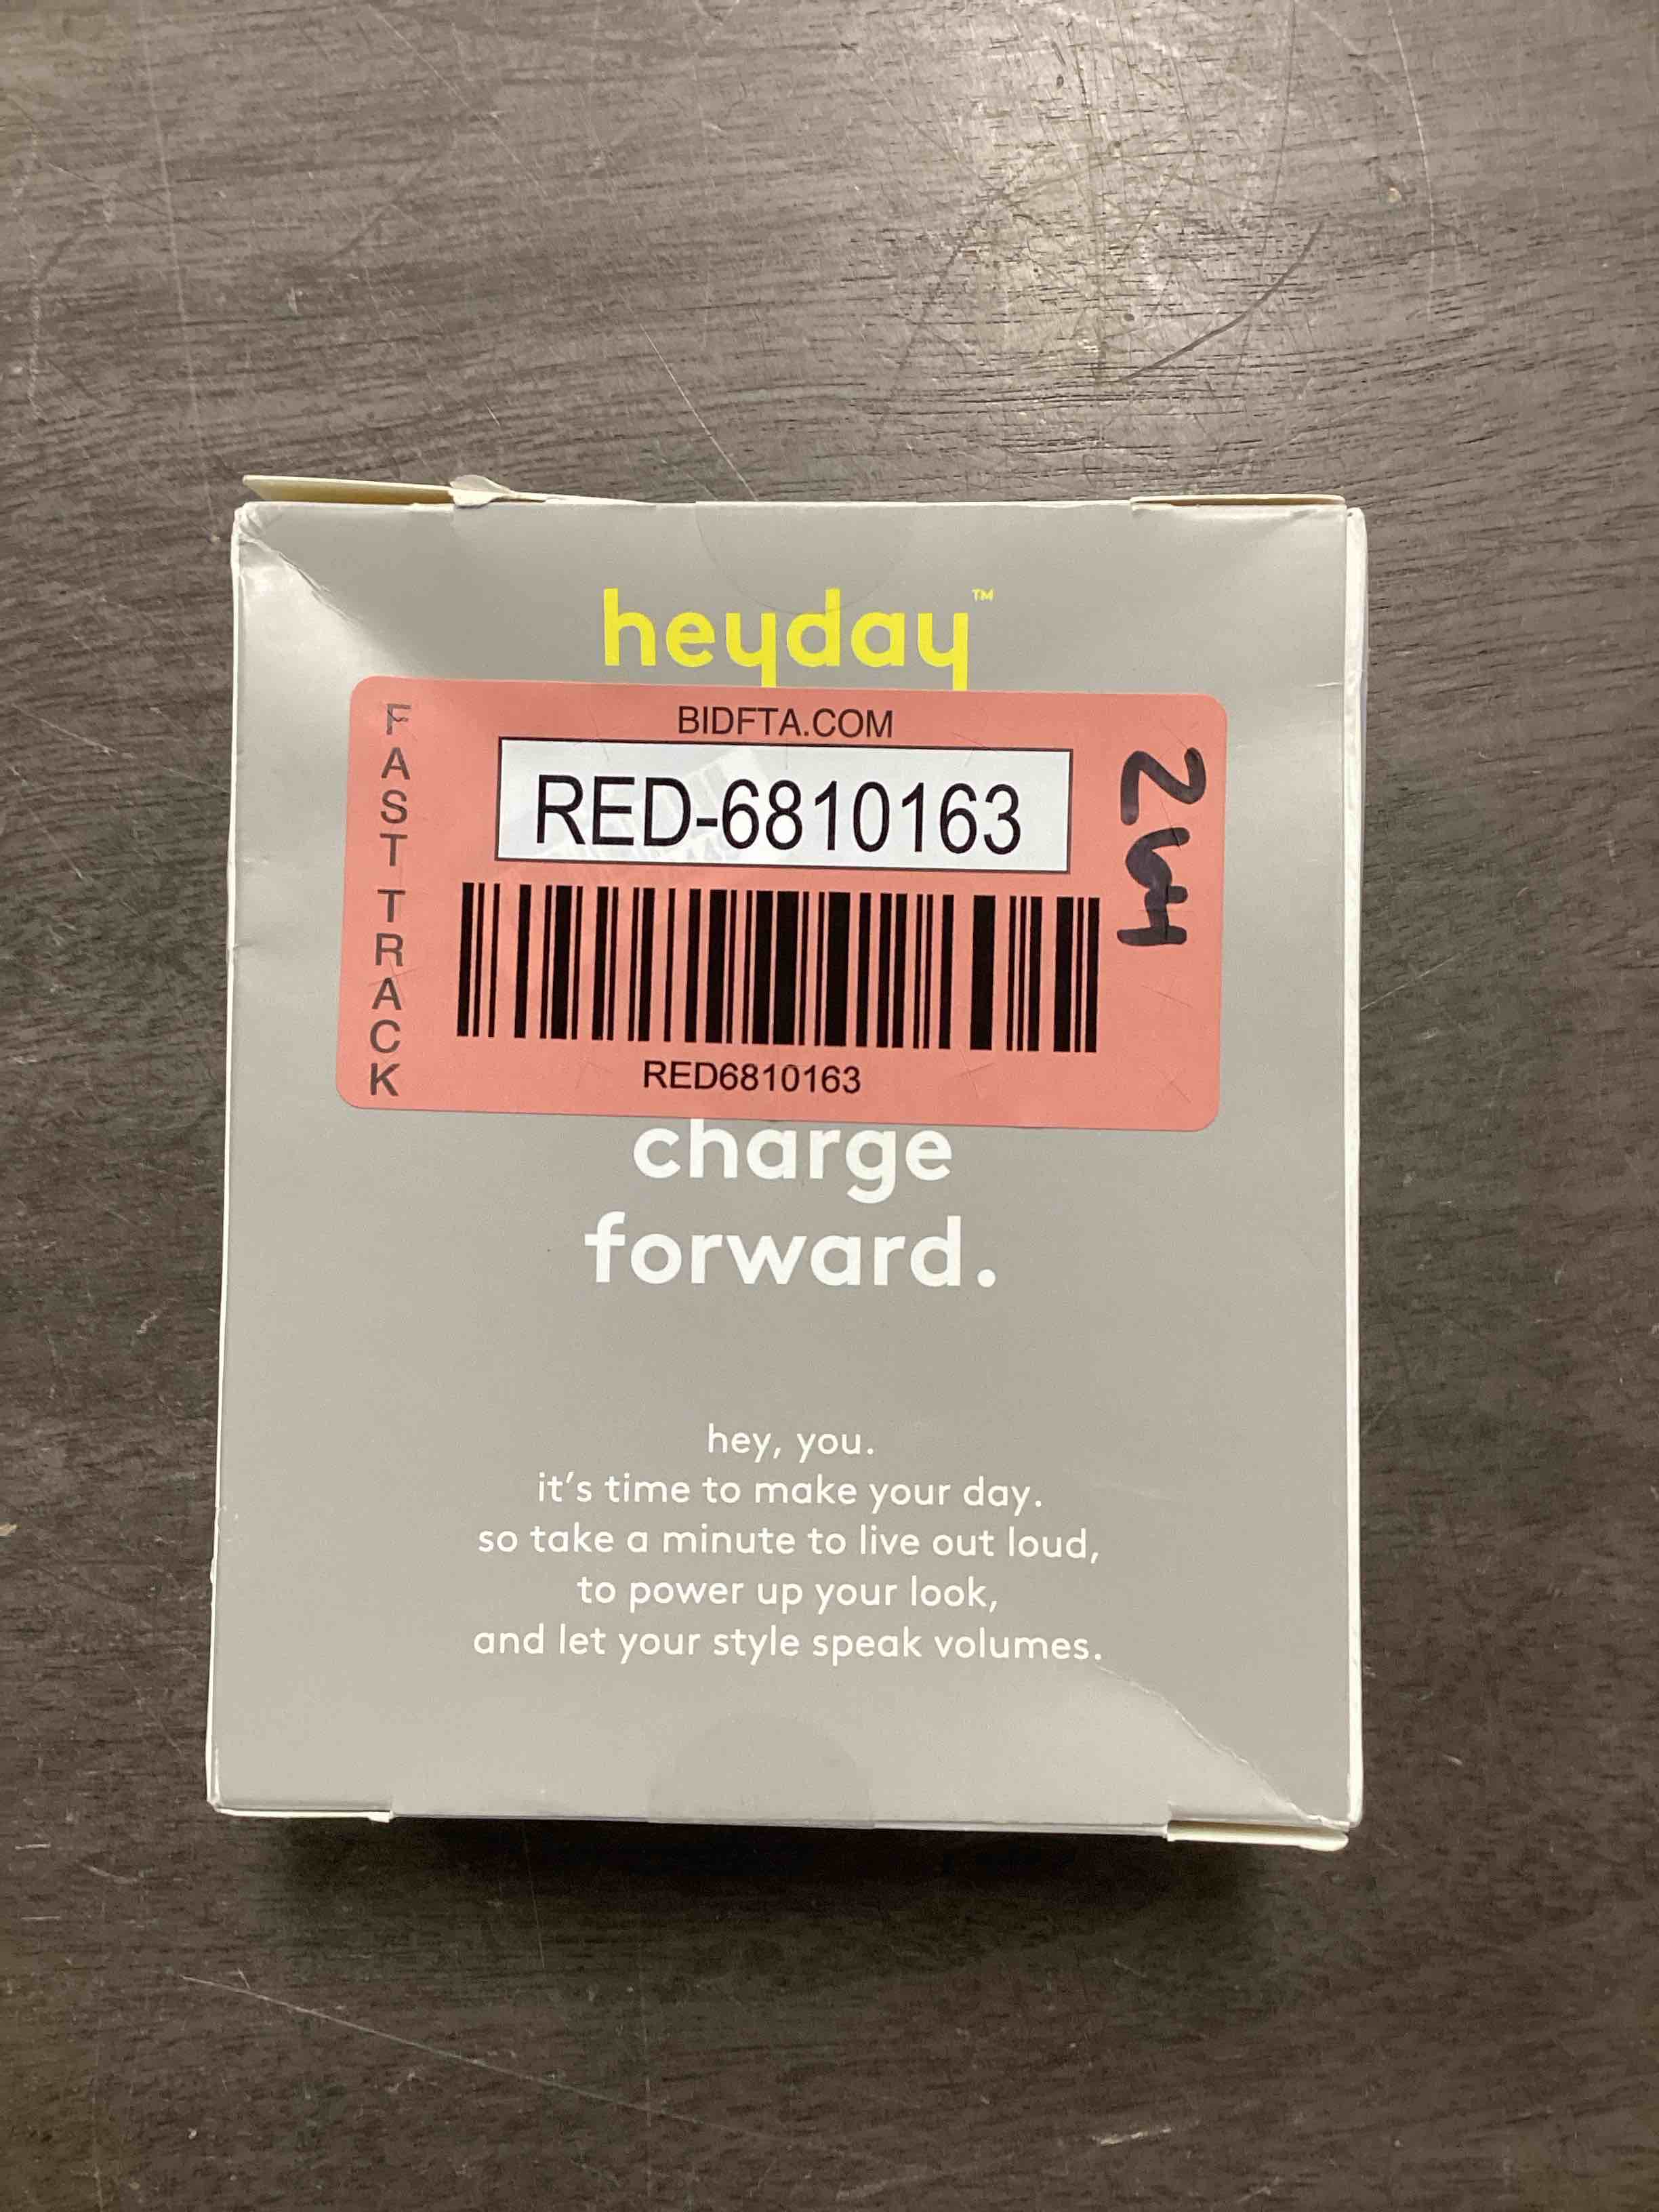 heyday™
BIDFTA.COM
FAST TRACK
RED-6810163
RED6810163
charge
forward.
hey, you.
it's time to make your day.
so take a minute to live out loud,
to power up your look,
and let your style speak volumes.